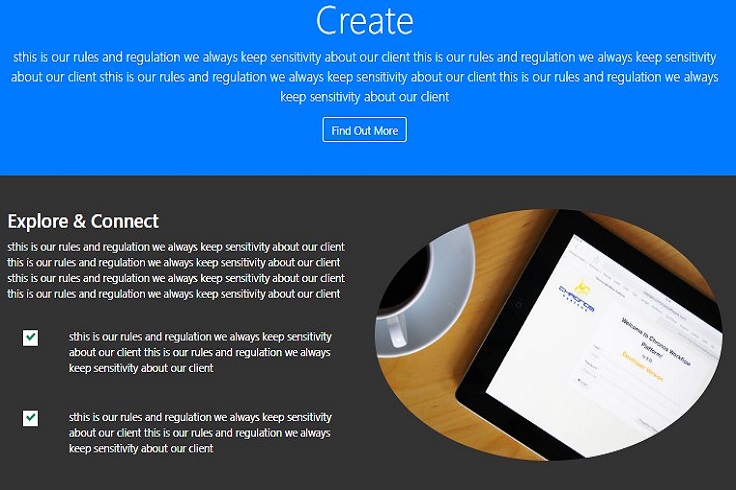 Create
sthis is our rules and regulation we always keep sensitivity about our client this is our rules and regulation we always keep sensitivity
about our client sthis is our rules and regulation we always keep sensitivity about our client this is our rules and regulation we always
keep sensitivity about our client
Find Out More
Explore & Connect
sthis is our rules and regulation we always keep sensitivity about our client
this is our rules and regulation we always keep sensitivity about our client
sthis is our rules and regulation we always keep sensitivity about our client
this is our rules and regulation we always keep sensitivity about our client
sthis is our rules and regulation we always keep sensitivity
about our client this is our rules and regulation we always
keep sensitivity about our client
sthis is our rules and regulation we always keep sensitivity
about our client this is our rules and regulation we always
keep sensitivity about our client
Welcome to Chronos Workflow
Platform!
Developer Version